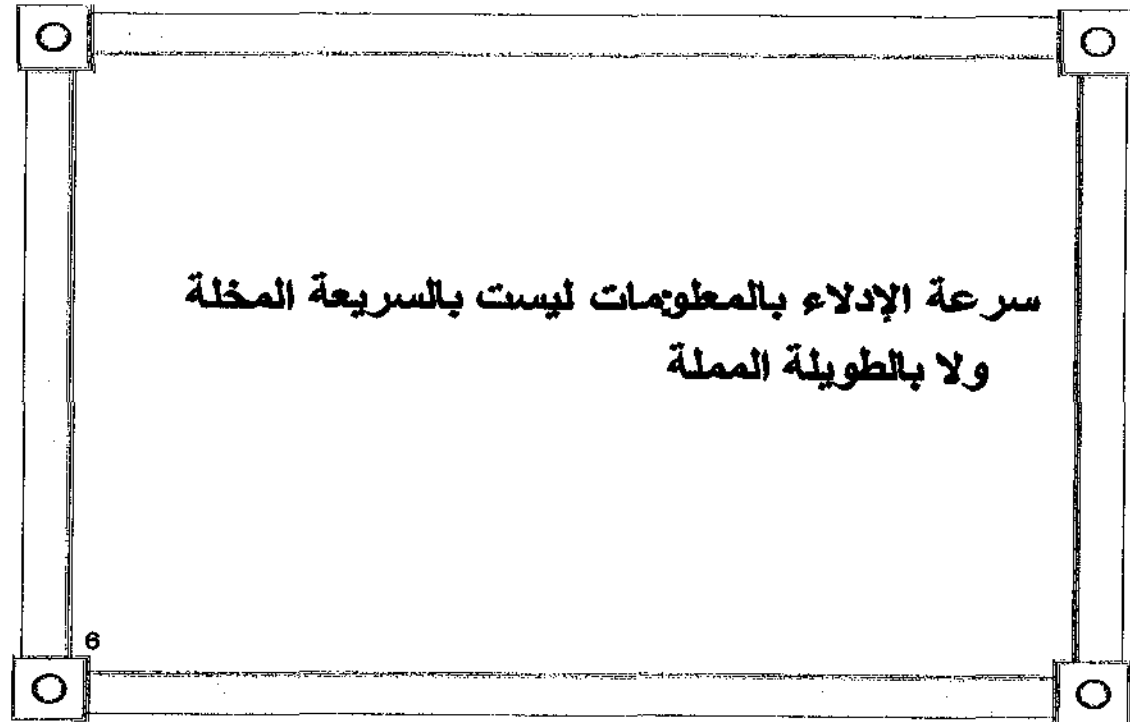 سرعة الإدلاء بالمعلومات ليست بالسريعة المخلة
ولا بالطويلة المملة
6